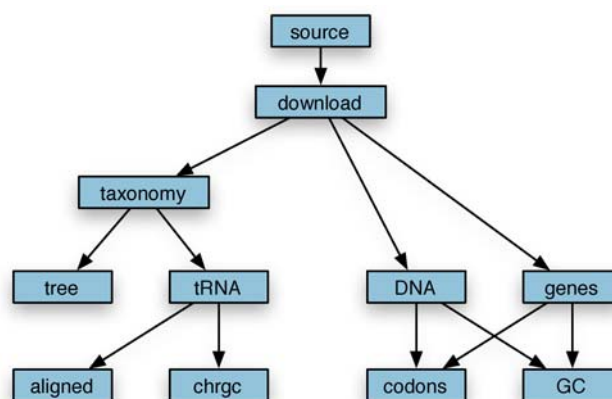 source
download
taxonomy
tree
tRNA
DNA
genes
aligned
chrgc
codons
GC